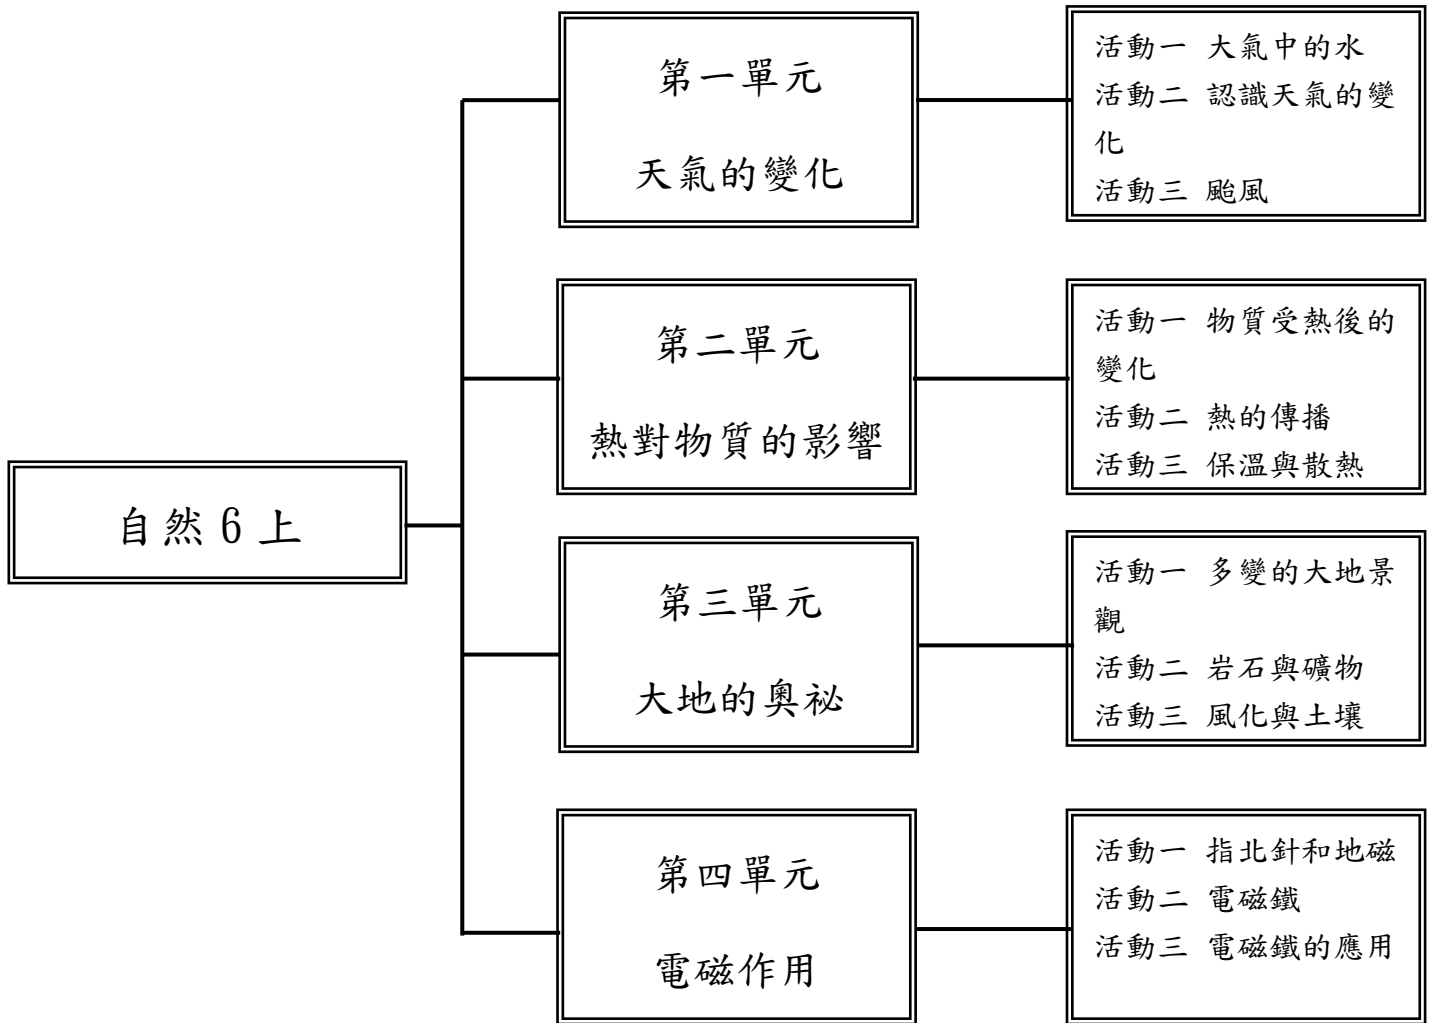 自然 6 上
第一單元
天氣的變化
活動一 大氣中的水
活動二 認識天氣的變
化
活動三 颱風
第二單元
熱對物質的影響
活動一 物質受熱後的
變化
活動二 熱的傳播
活動三 保溫與散熱
第三單元
大地的奧祕
活動一 多變的大地景
觀
活動二 岩石與礦物
活動三 風化與土壤
第四單元
電磁作用
活動一 指北針和地磁
活動二 電磁鐵
活動三 電磁鐵的應用